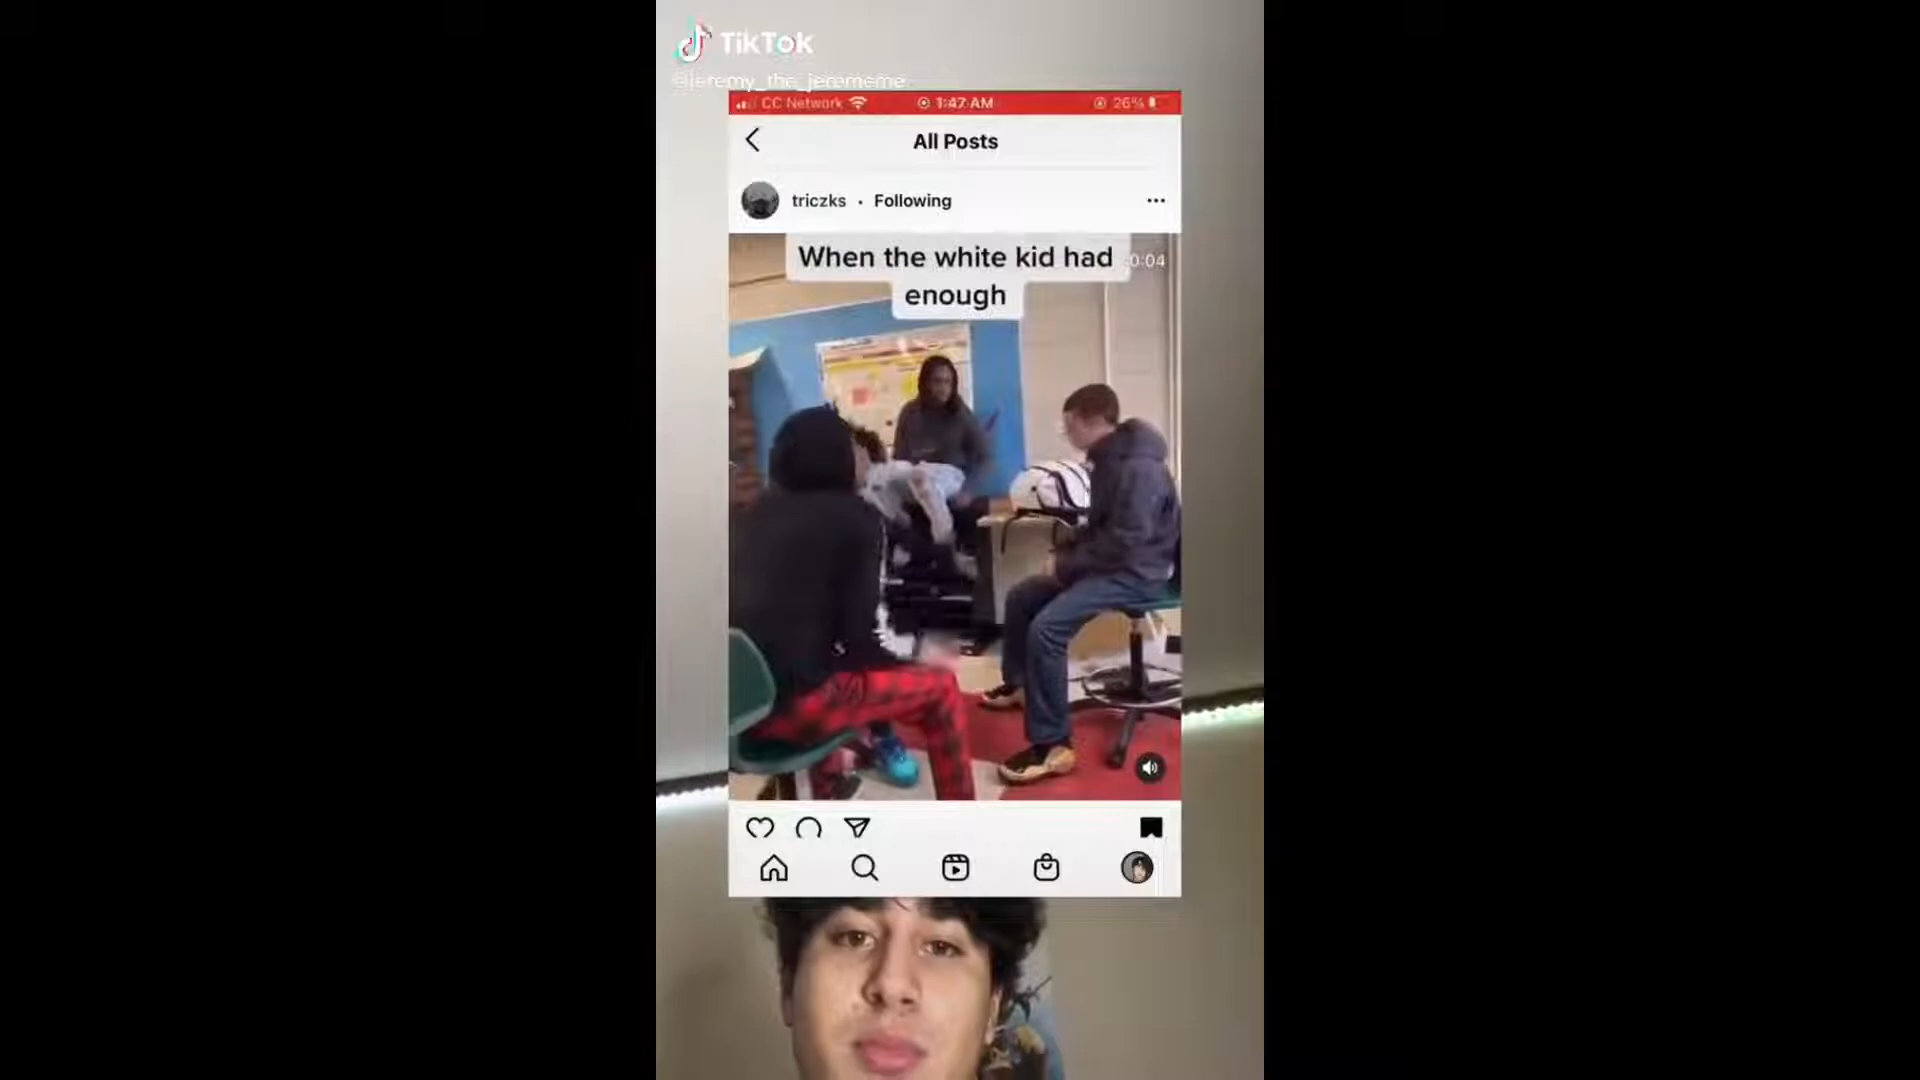 TikTok
@jeremy_the_jerememe
CC Network 1:47 AM 26%
All Posts
triczks • Following
When the white kid had
enough
0:04